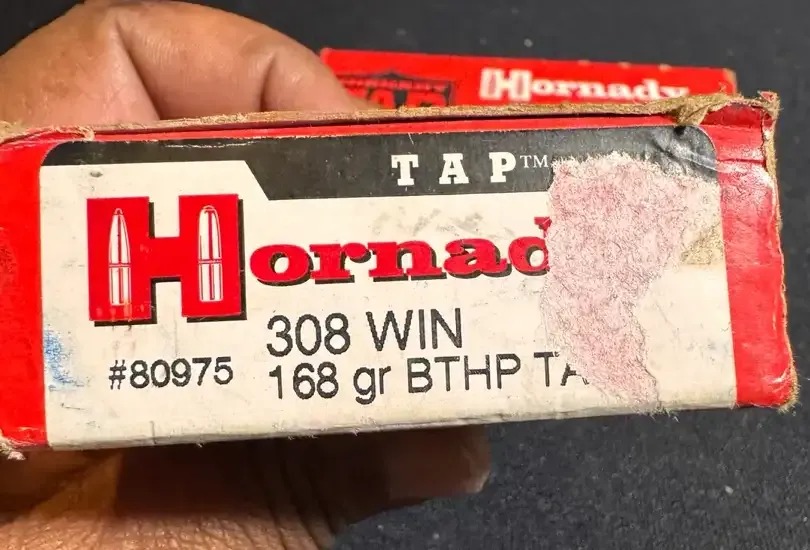 Hornady
TAP™
Hornad
308 WIN
#80975
168 gr BTHP TA